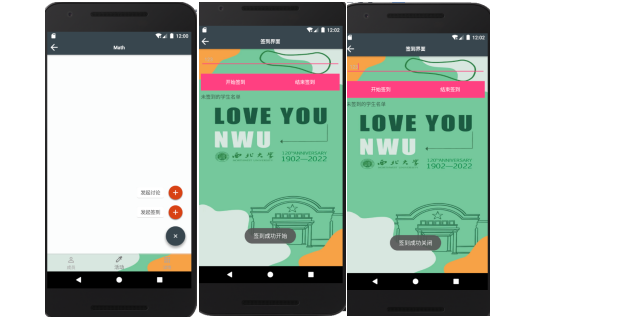 12:00
Math
发起讨论
发起签到
12:02
签到界面
开始签到
结束签到
未签到的学生名单
LOVE YOU
NWU
西北大学
120th ANNIVERSARY
1902—2022
签到成功开始
12:02
签到界面
开始签到
结束签到
未签到的学生名单
LOVE YOU
NWU
西北大学
120th ANNIVERSARY
1902—2022
签到成功关闭